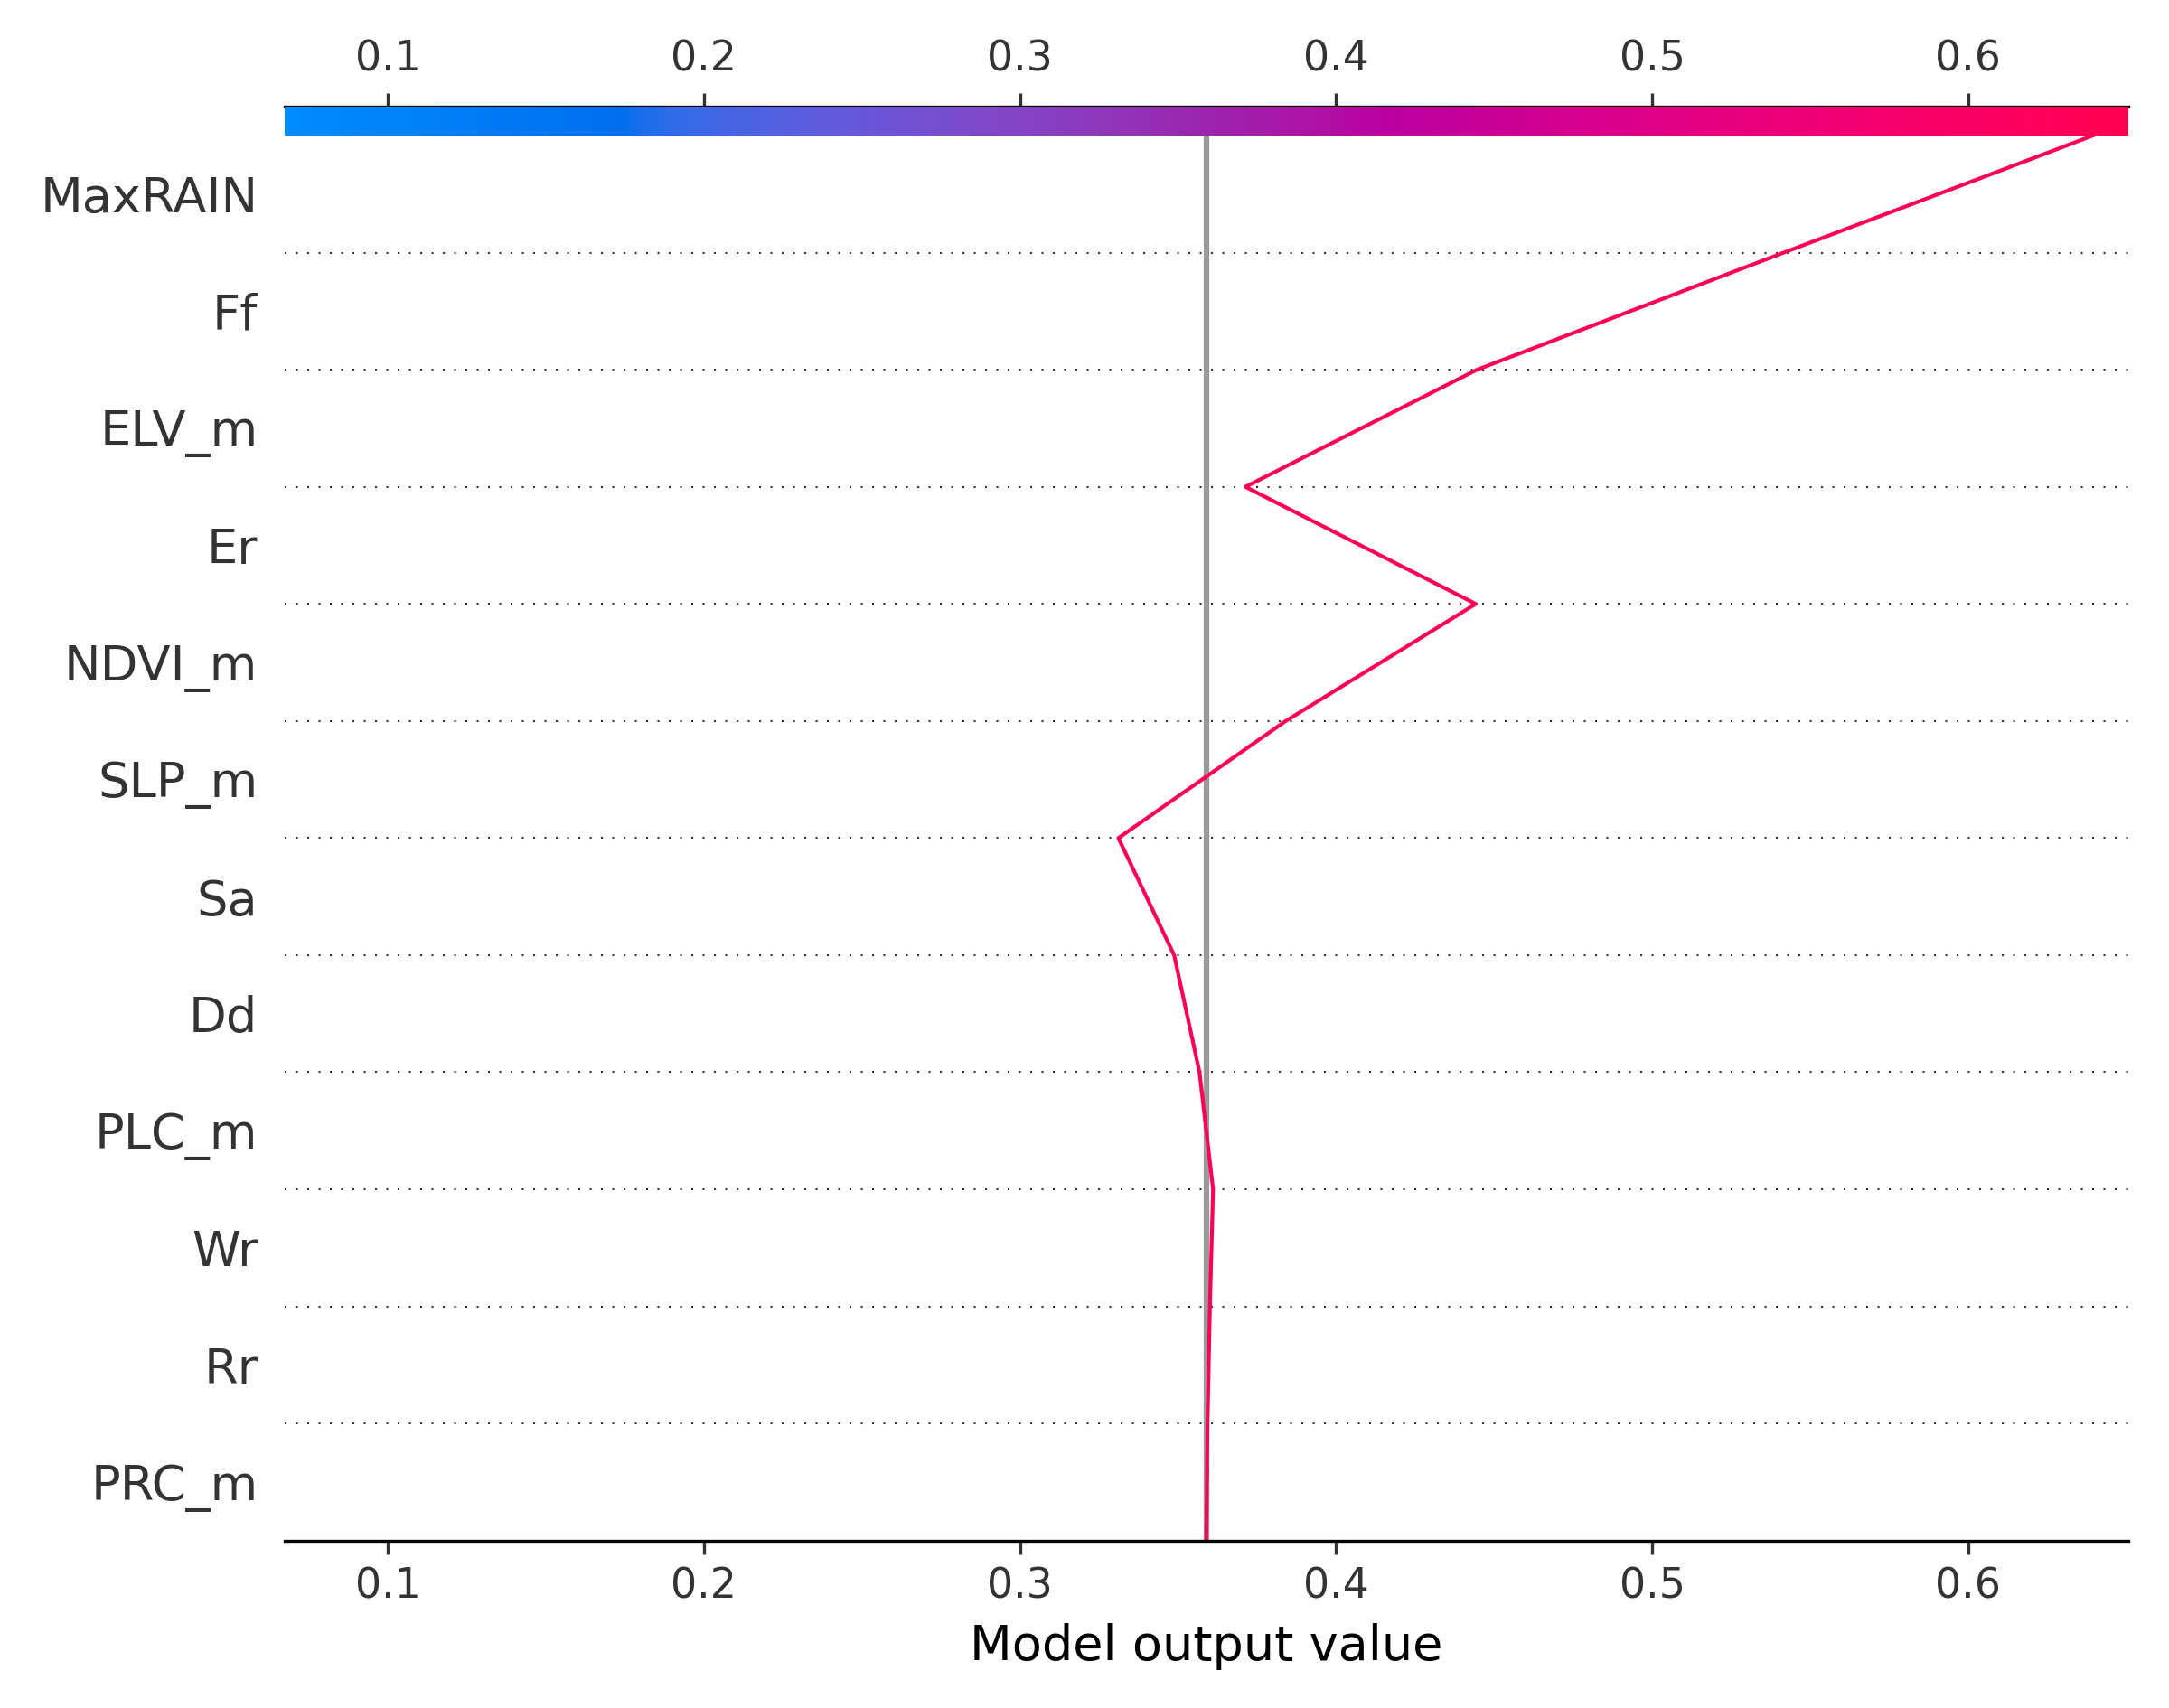 0.1 0.2 0.3 0.4 0.5 0.6
MaxRAIN
Ff
ELV_m
Er
NDVI_m
SLP_m
Sa
Dd
PLC_m
Wr
Rr
PRC_m
0.1 0.2 0.3 0.4 0.5 0.6
Model output value